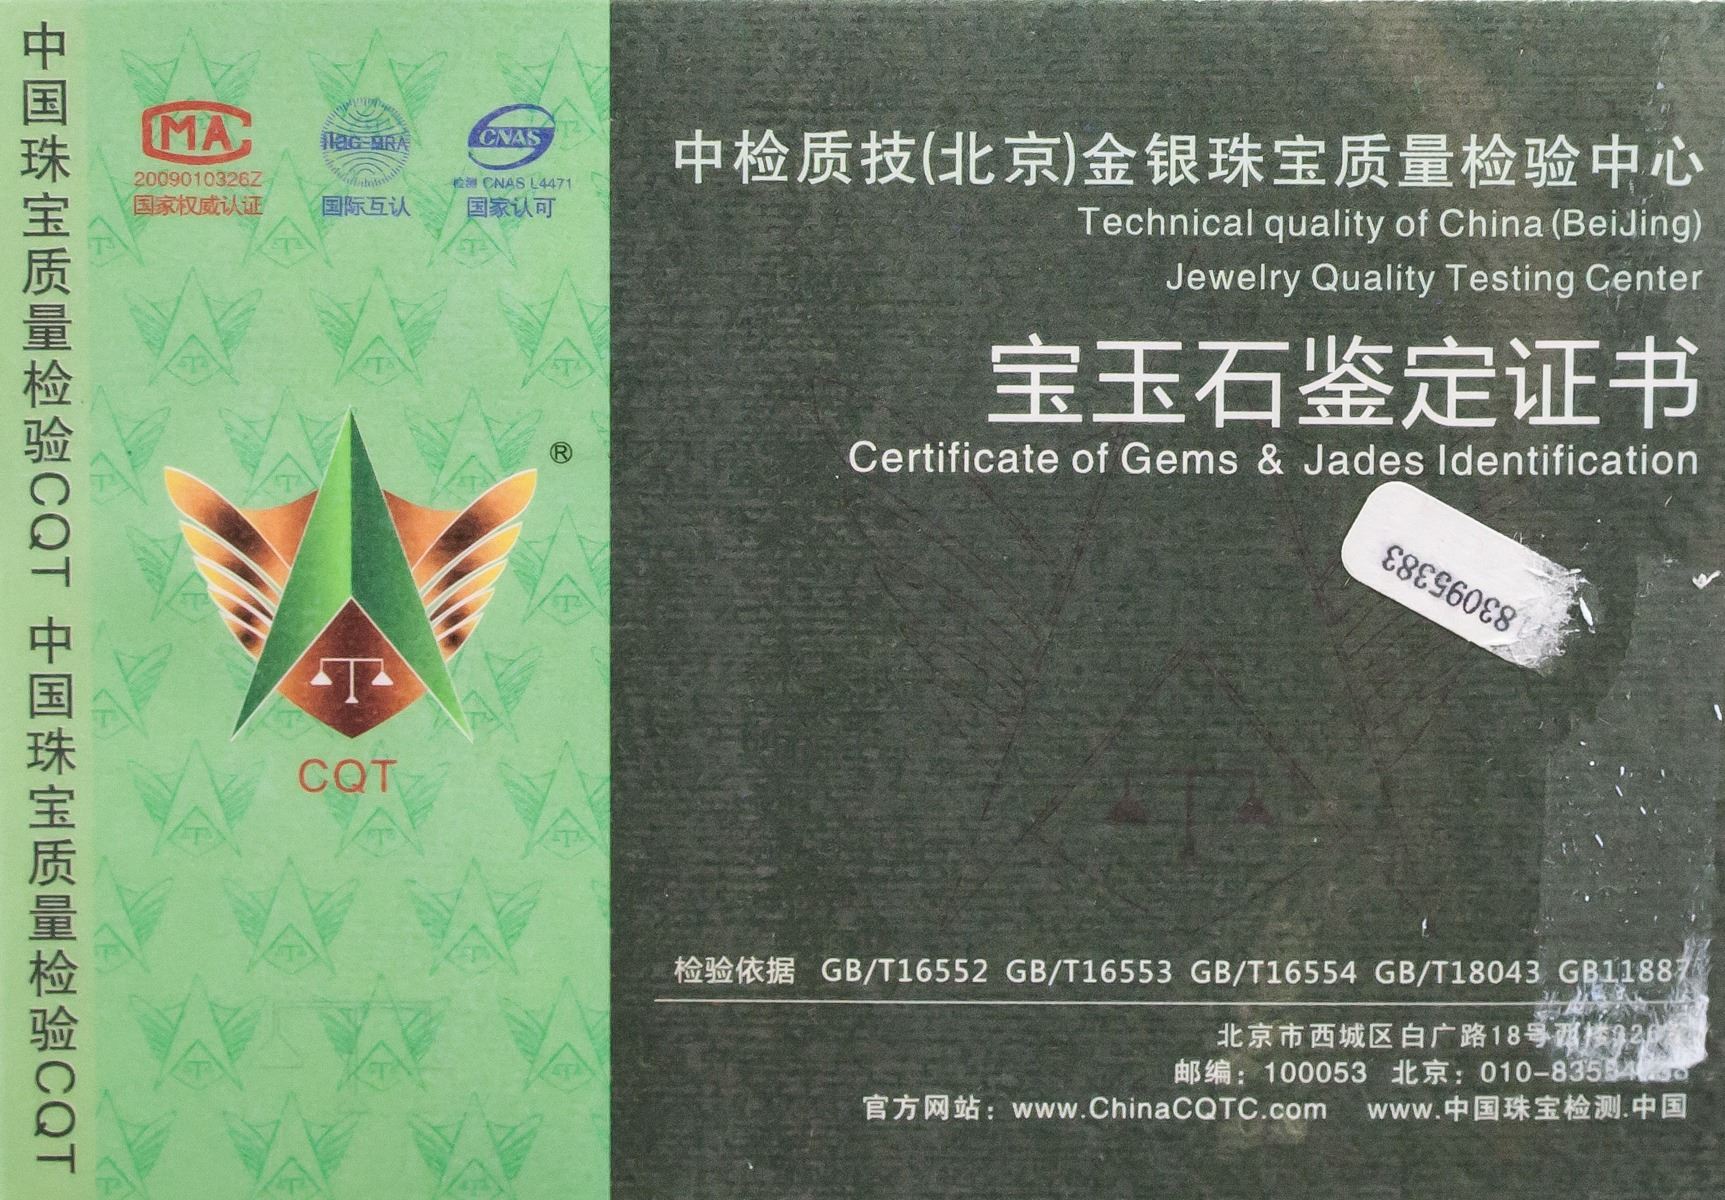 中国珠宝质量检验CQT 中国珠宝质量检验CQT
MA
2009010326Z
国家权威认证
ilac-MRA
国际互认
CNAS
检测 CNAS L4471
国家认可
®
CQT
中检质技(北京)金银珠宝质量检验中心
Technical quality of China (BeiJing)
Jewelry Quality Testing Center
宝玉石鉴定证书
Certificate of Gems & Jades Identification
83095383
检验依据 GB/T16552 GB/T16553 GB/T16554 GB/T18043 GB11887
北京市西城区白广路18号
邮编：100053 北京：
官方网站：www.ChinaCQTC.com www.中国珠宝检测.中国